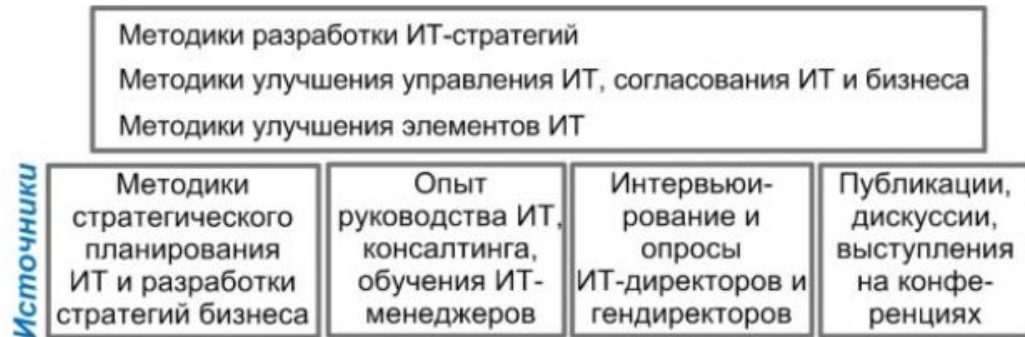 Методики разработки ИТ-стратегий
Методики улучшения управления ИТ, согласования ИТ и бизнеса
Методики улучшения элементов ИТ
Источники
Методики
стратегического
планирования
ИТ и разработки
стратегий бизнеса
Опыт
руководства ИТ,
консалтинга,
обучения ИТ-
менеджеров
Интервьюи-
рование и
опросы
ИТ-директоров и
гендиректоров
Публикации,
дискуссии,
выступления
на конфе-
ренциях